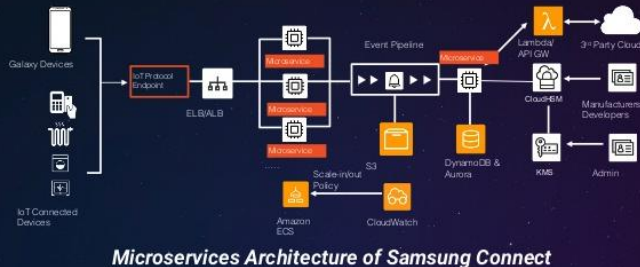 Galaxy Devices
IoT Protocol
Endpoint
ELB/ALB
Microservice
Microservice
Microservice
......
Event Pipeline
Microservice
Lambda/
API GW
3rd Party Cloud
CloudHSM
Manufacturers
Developers
S3
DynamoDB &
Aurora
KMS
Admin
IoT Connected
Devices
Scale-in/out
Policy
Amazon
ECS
CloudWatch
Microservices Architecture of Samsung Connect